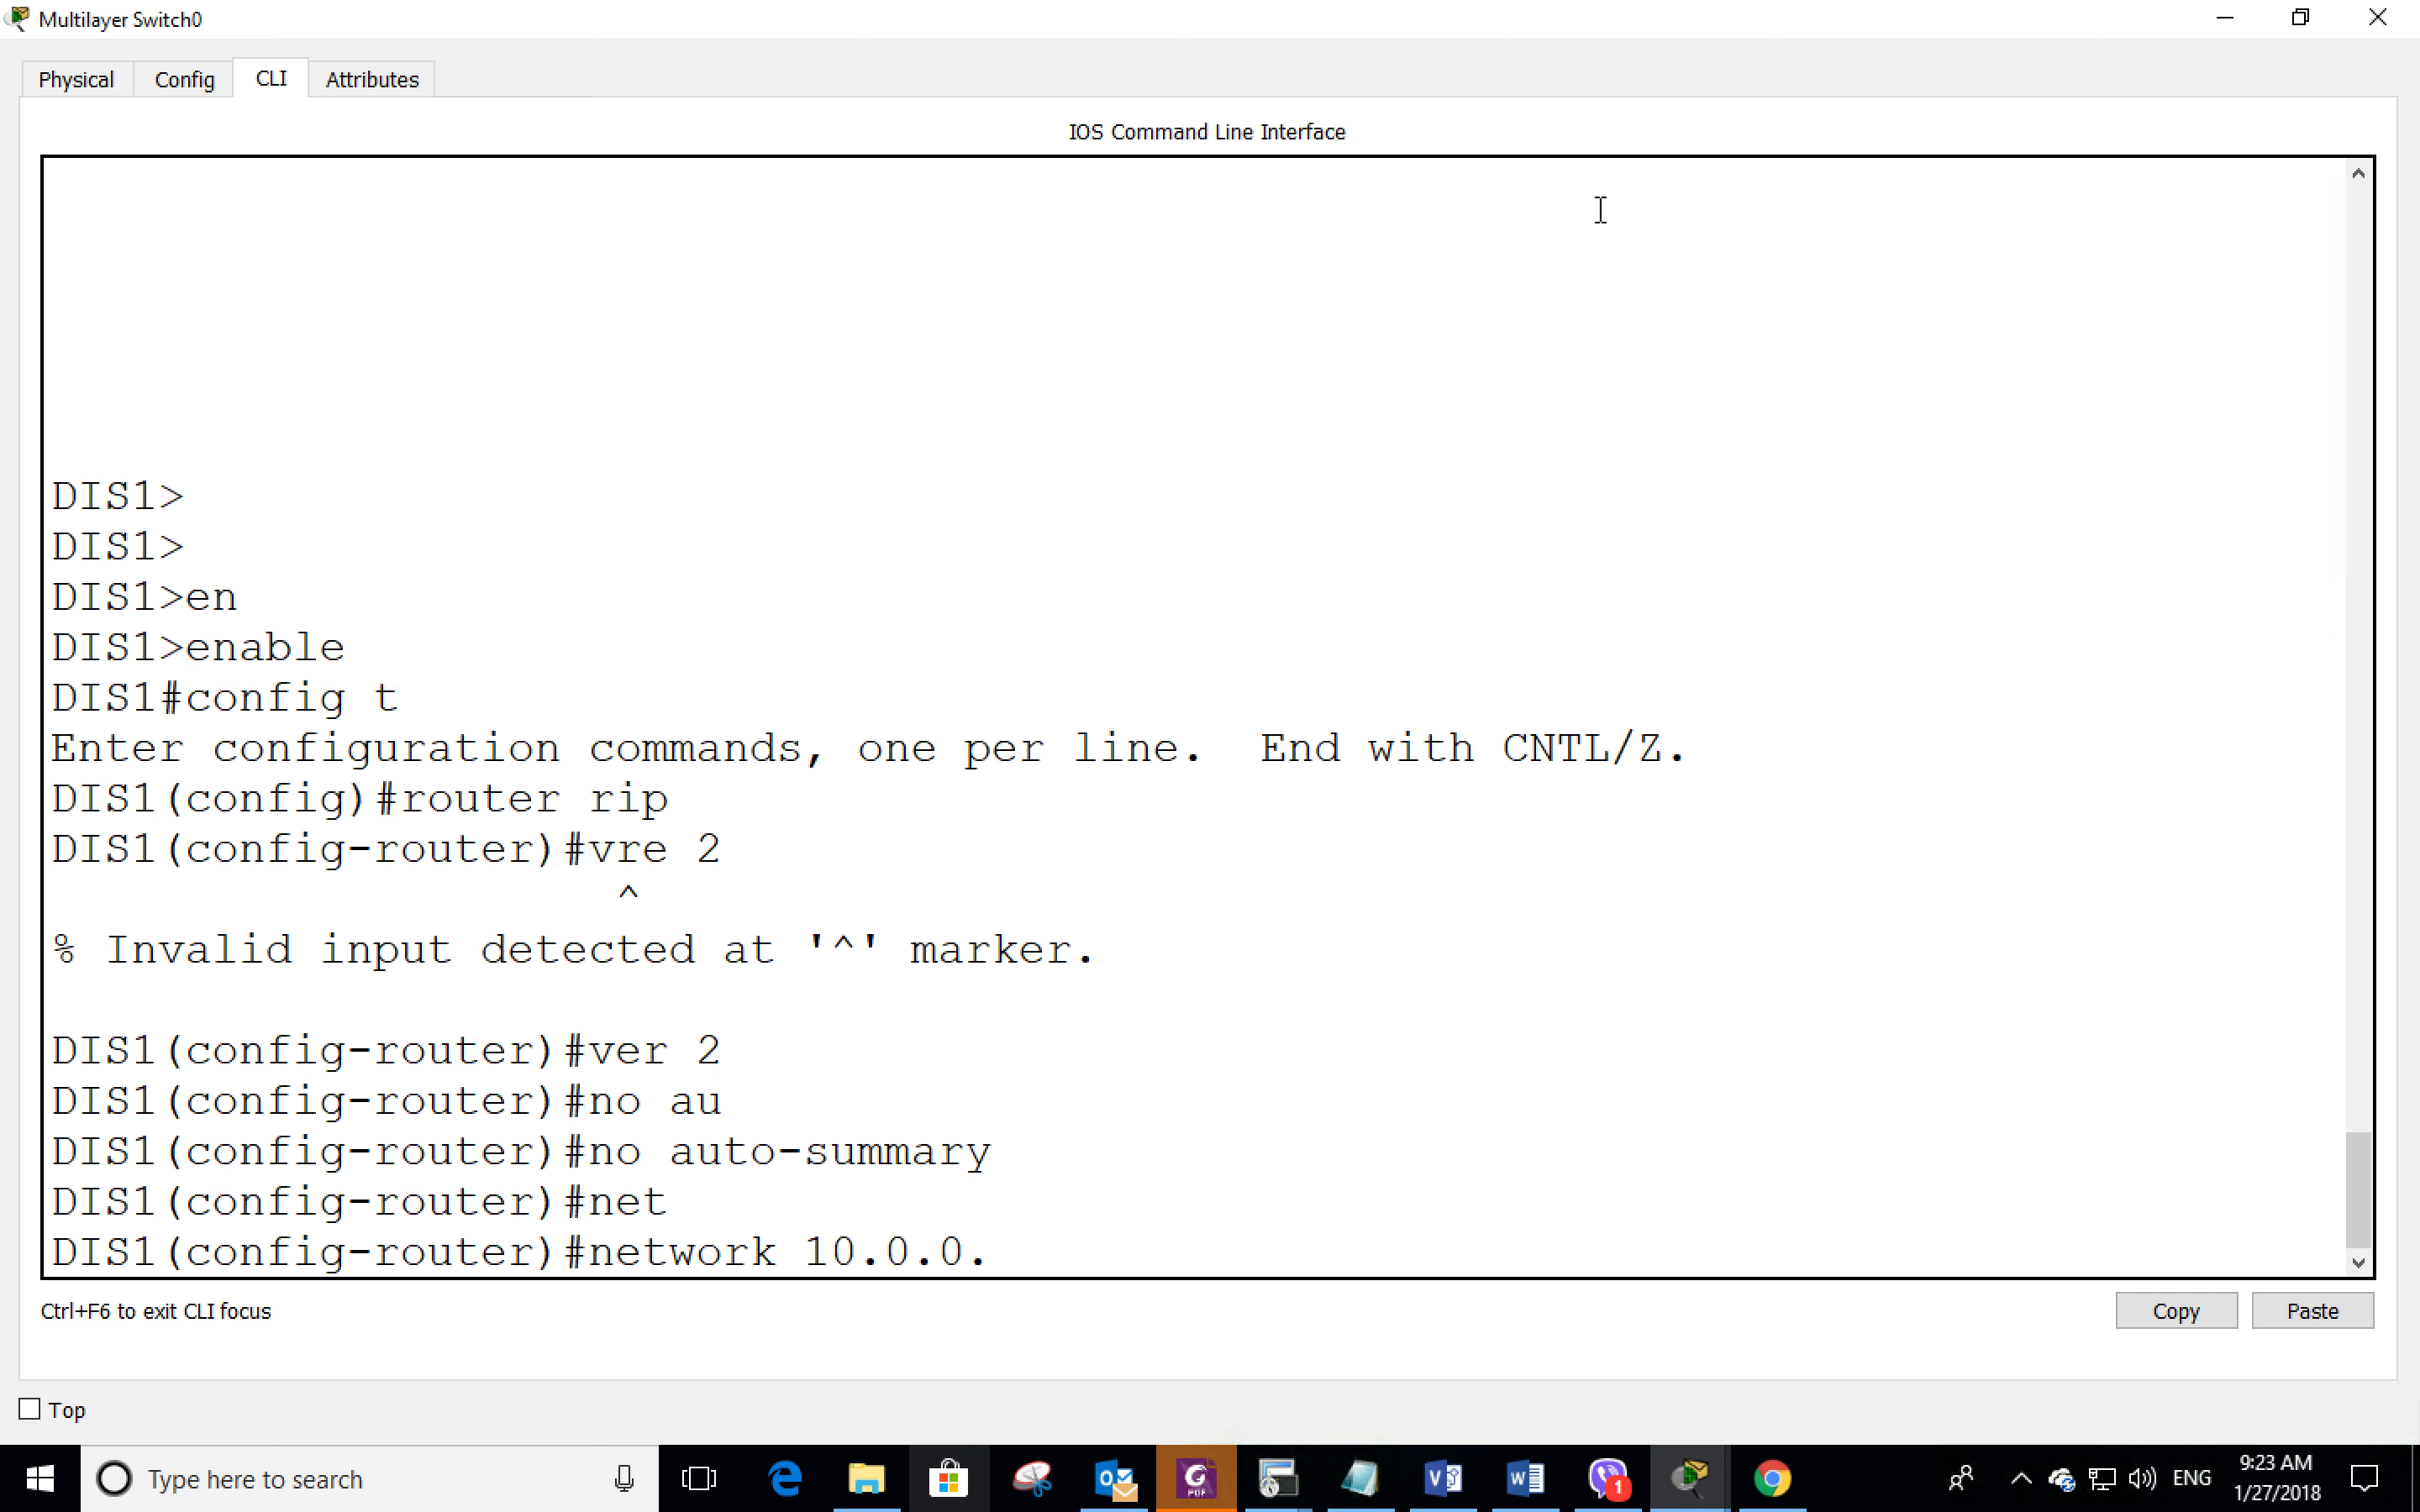 Multilayer Switch0
Physical Config CLI Attributes
IOS Command Line Interface
DIS1>
DIS1>
DIS1>en
DIS1>enable
DIS1#config t
Enter configuration commands, one per line.  End with CNTL/Z.
DIS1(config)#router rip
DIS1(config-router)#vre 2
^
% Invalid input detected at '^' marker.
DIS1(config-router)#ver 2
DIS1(config-router)#no au
DIS1(config-router)#no auto-summary
DIS1(config-router)#net
DIS1(config-router)#network 10.0.0.
Ctrl+F6 to exit CLI focus
Copy Paste
Top
Type here to search
1
ENG
9:23 AM
1/27/2018